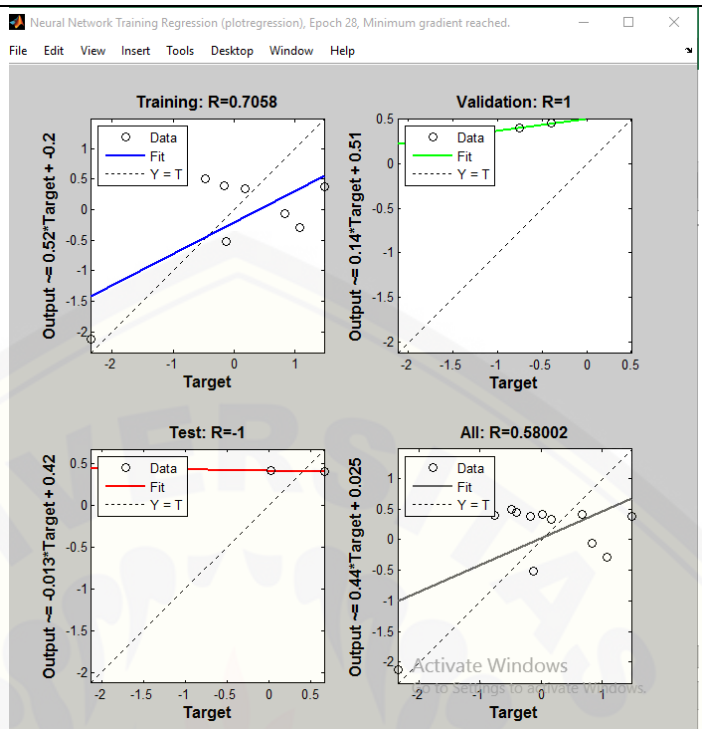 Neural Network Training Regression (plotregression), Epoch 28, Minimum gradient reached.
File Edit View Insert Tools Desktop Window Help
Training: R=0.7058
Output ~= 0.52*Target + -0.2
Data
Fit
Y = T
1
0.5
0
-0.5
-1
-1.5
-2
-2 -1 0 1
Target
Validation: R=1
Output ~= 0.14*Target + 0.51
Data
Fit
Y = T
0.5
0
-0.5
-1
-1.5
-2
-2 -1.5 -1 -0.5 0 0.5
Target
Test: R=-1
Output ~= -0.013*Target + 0.42
Data
Fit
Y = T
0.5
0
-0.5
-1
-1.5
-2
-2 -1.5 -1 -0.5 0 0.5
Target
All: R=0.58002
Output ~= 0.44*Target + 0.025
Data
Fit
Y = T
1
0.5
0
-0.5
-1
-1.5
-2
-2 -1 0 1
Target
Activate Windows
Go to Settings to activate Windows.